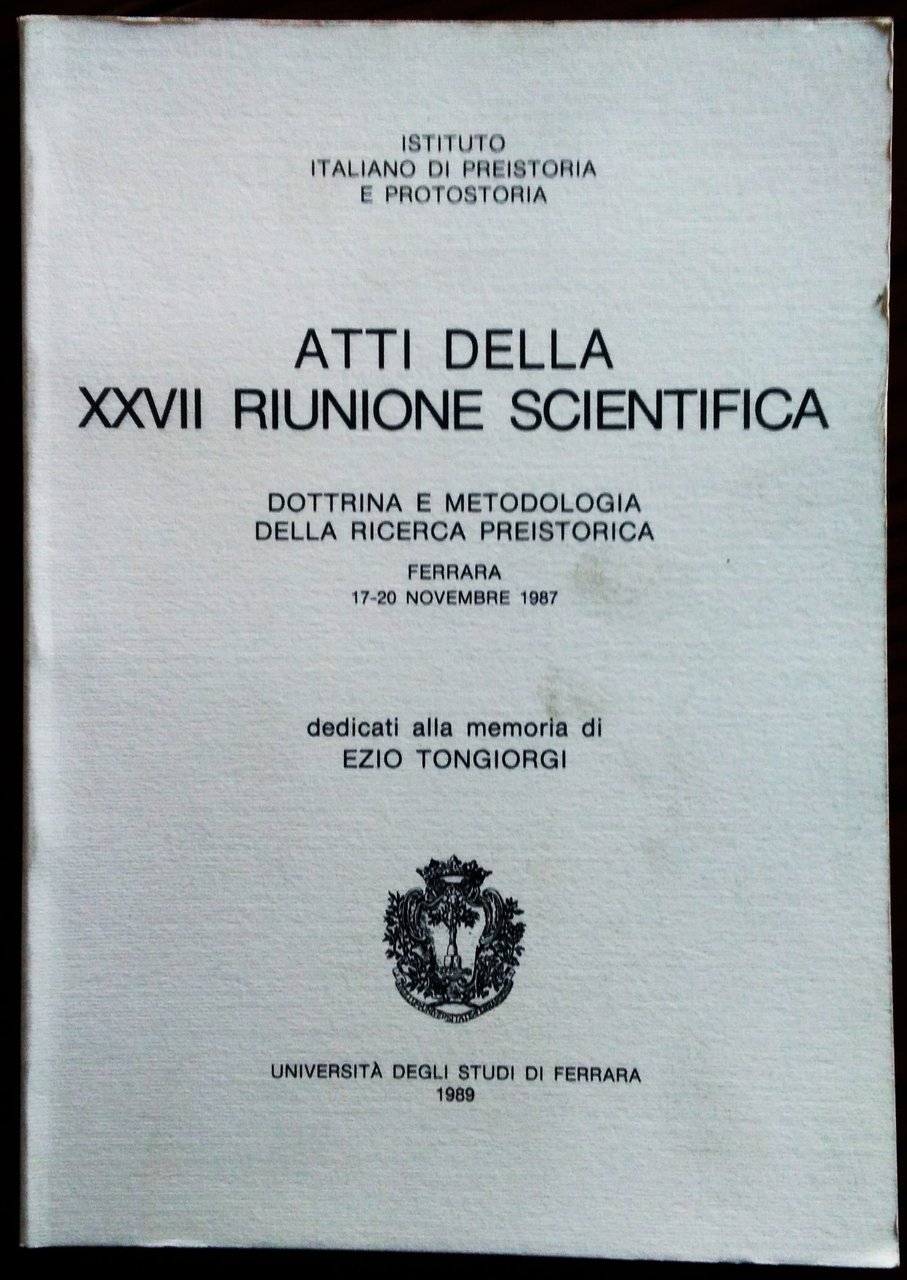 ISTITUTO
ITALIANO DI PREISTORIA
E PROTOSTORIA
ATTI DELLA
XXVII RIUNIONE SCIENTIFICA
DOTTRINA E METODOLOGIA
DELLA RICERCA PREISTORICA
FERRARA
17-20 NOVEMBRE 1987
dedicati alla memoria di
EZIO TONGIORGI
UNIVERSITÀ DEGLI STUDI DI FERRARA
1989